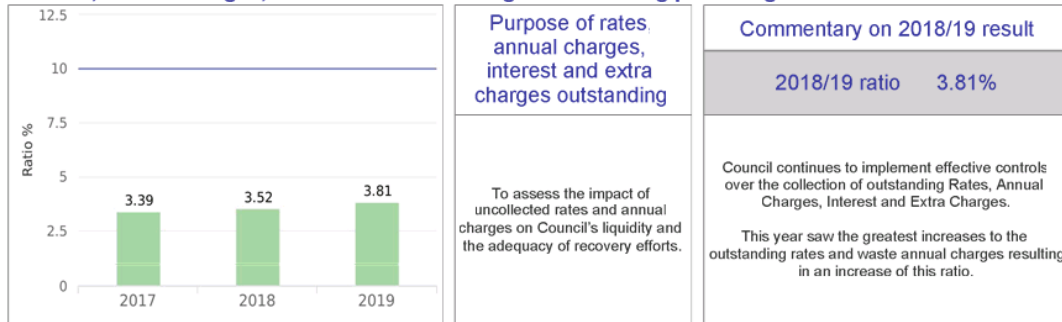 12.5
10
7.5
5
2.5
0
Ratio %
3.39
3.52
3.81
2017
2018
2019
Purpose of rates,
annual charges,
interest and extra
charges outstanding
To assess the impact of
uncollected rates and annual
charges on Council's liquidity and
the adequacy of recovery efforts.
Commentary on 2018/19 result
2018/19 ratio 3.81%
Council continues to implement effective controls
over the collection of outstanding Rates, Annual
Charges, Interest and Extra Charges.
This year saw the greatest increases to the
outstanding rates and waste annual charges resulting
in an increase of this ratio.